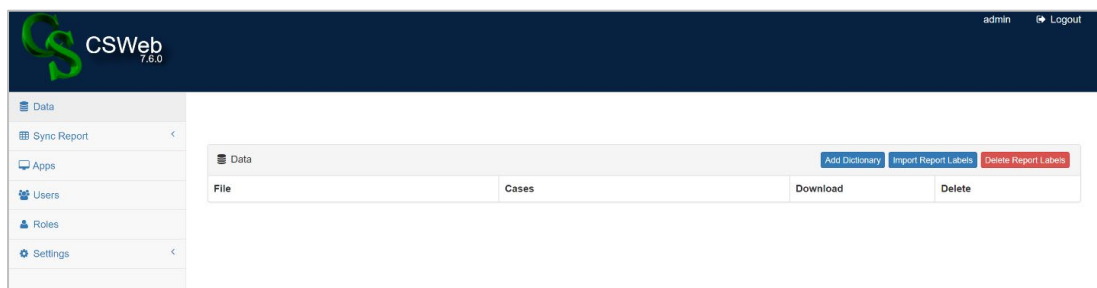 admin Logout
CS CSWeb
7.6.0
Data
Sync Report
Apps
Users
Roles
Settings
Data Add Dictionary Import Report Labels Delete Report Labels
File Cases Download Delete